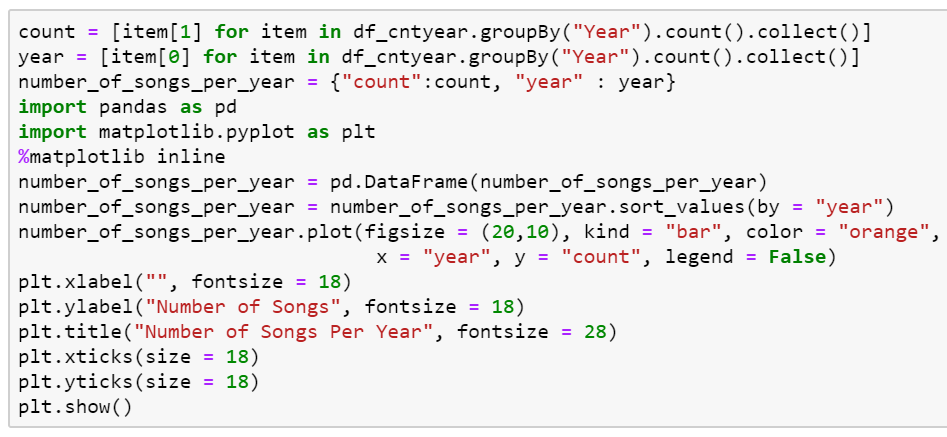 count = [item[1] for item in df_cntyear.groupBy("Year").count().collect()]
year = [item[0] for item in df_cntyear.groupBy("Year").count().collect()]
number_of_songs_per_year = {"count":count, "year" : year}
import pandas as pd
import matplotlib.pyplot as plt
%matplotlib inline
number_of_songs_per_year = pd.DataFrame(number_of_songs_per_year)
number_of_songs_per_year = number_of_songs_per_year.sort_values(by = "year")
number_of_songs_per_year.plot(figsize = (20,10), kind = "bar", color = "orange",
                              x = "year", y = "count", legend = False)
plt.xlabel("", fontsize = 18)
plt.ylabel("Number of Songs", fontsize = 18)
plt.title("Number of Songs Per Year", fontsize = 28)
plt.xticks(size = 18)
plt.yticks(size = 18)
plt.show()